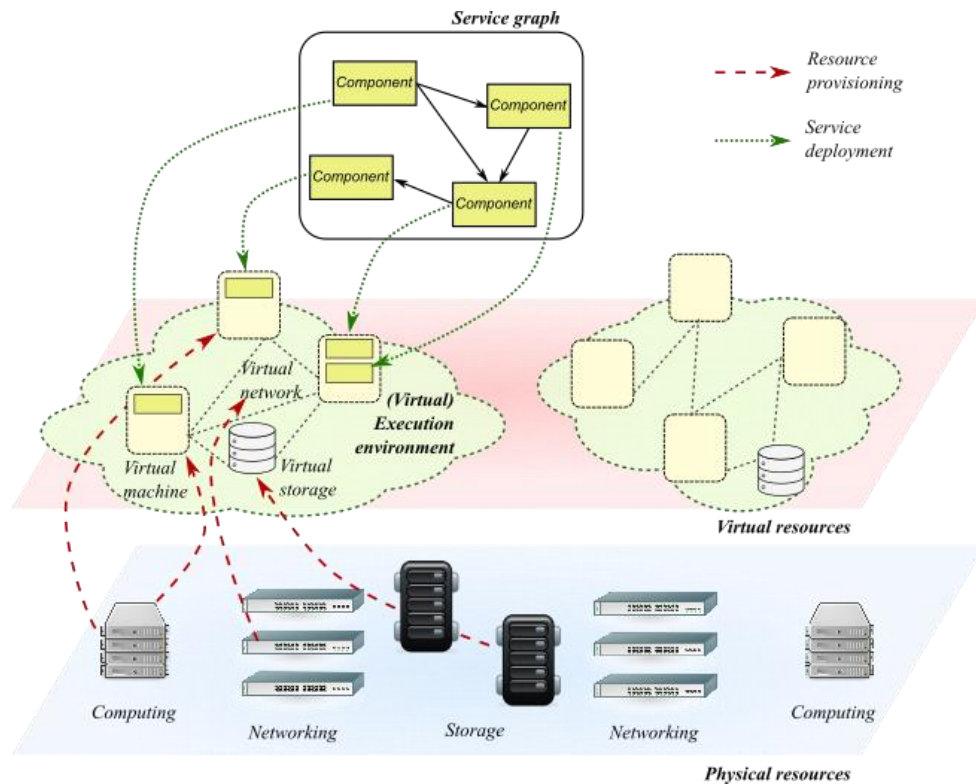 Service graph
Component
Component
Component
Component
Resource
provisioning
Service
deployment
Virtual
network
(Virtual)
Execution
environment
Virtual
machine
Virtual
storage
Virtual resources
Computing
Networking
Storage
Networking
Computing
Physical resources